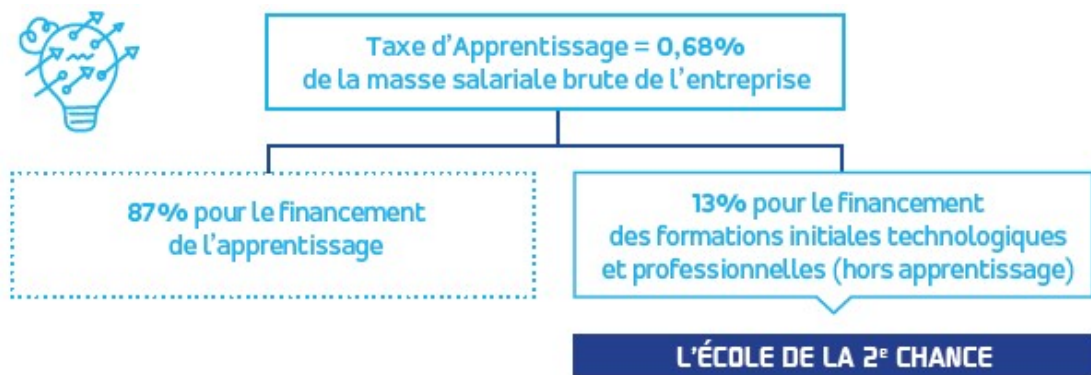 Taxe d'Apprentissage = 0,68%
de la masse salariale brute de l'entreprise
87% pour le financement
de l'apprentissage
13% pour le financement
des formations initiales technologiques
et professionnelles (hors apprentissage)
L'ÉCOLE DE LA 2e CHANCE